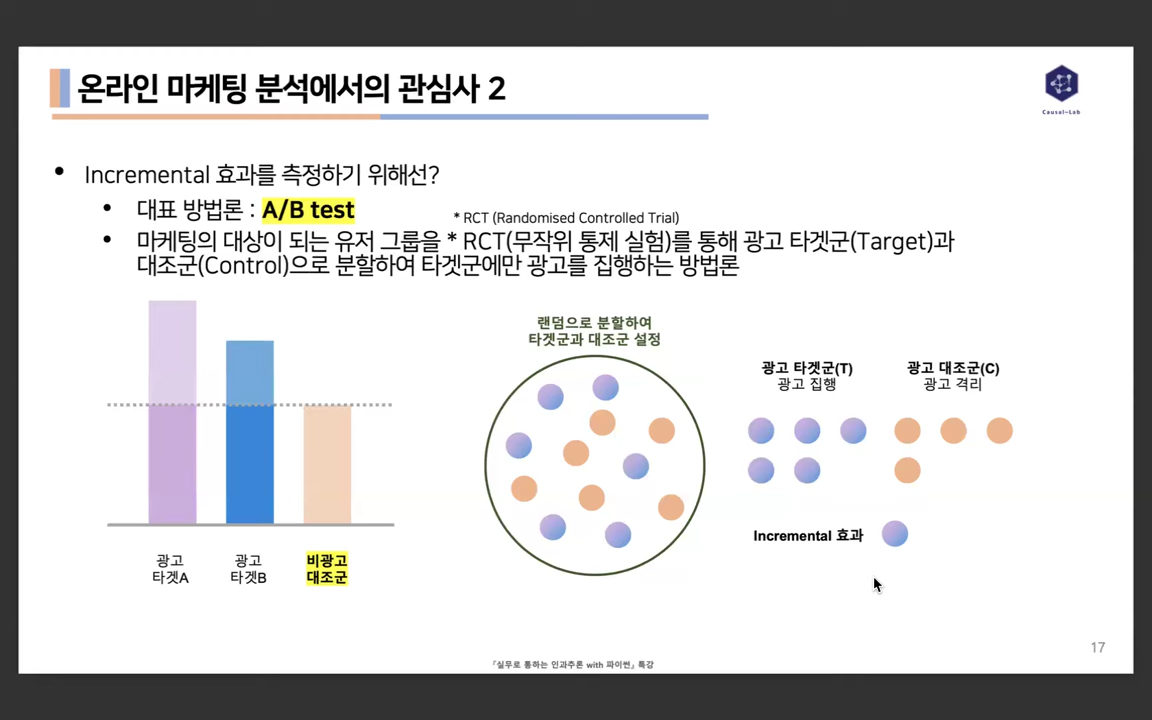 온라인 마케팅 분석에서의 관심사 2
Causal-Lab
• Incremental 효과를 측정하기 위해선?
• 대표 방법론 : A/B test
* RCT (Randomised Controlled Trial)
• 마케팅의 대상이 되는 유저 그룹을 * RCT(무작위 통제 실험)를 통해 광고 타겟군(Target)과
대조군(Control)으로 분할하여 타겟군에만 광고를 집행하는 방법론
광고
타겟A
광고
타겟B
비광고
대조군
랜덤으로 분할하여
타겟군과 대조군 설정
광고 타겟군(T)
광고 집행
광고 대조군(C)
광고 격리
Incremental 효과
17
『실무로 통하는 인과추론 with 파이썬』 특강